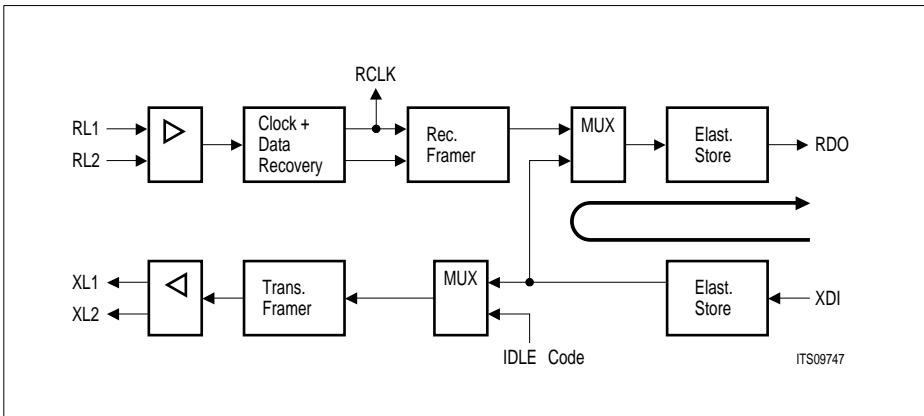 RCLK
RL1
RL2
Clock +
Data
Recovery
Rec.
Framer
MUX
Elast.
Store
RDO
XL1
XL2
Trans.
Framer
MUX
Elast.
Store
XDI
IDLE Code
ITS09747